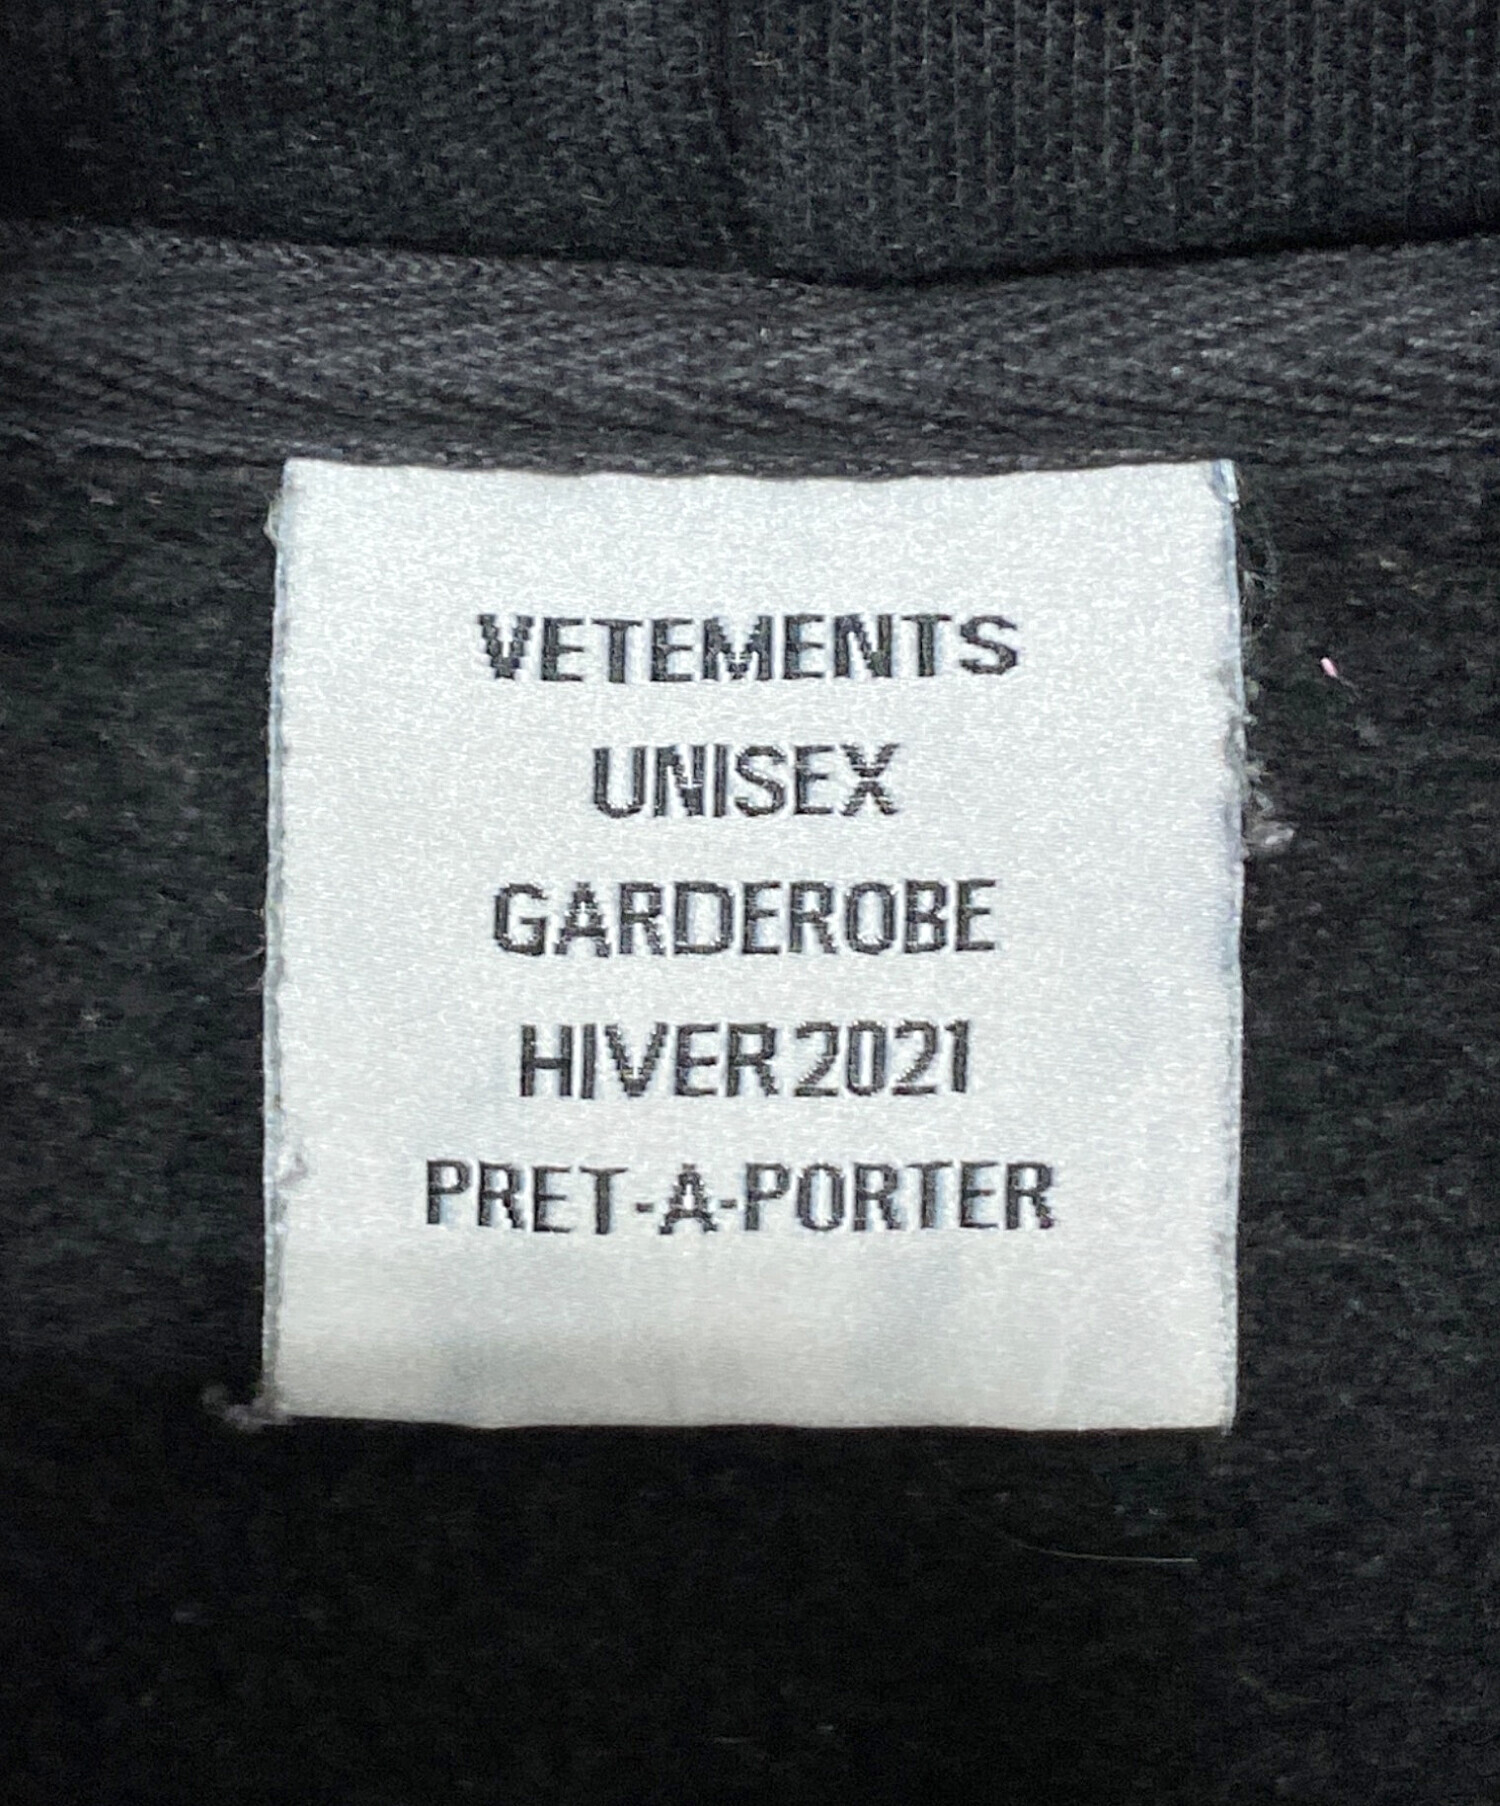 VETEMENTS
UNISEX
GARDEROBE
HIVER 2021
PRET-A-PORTER